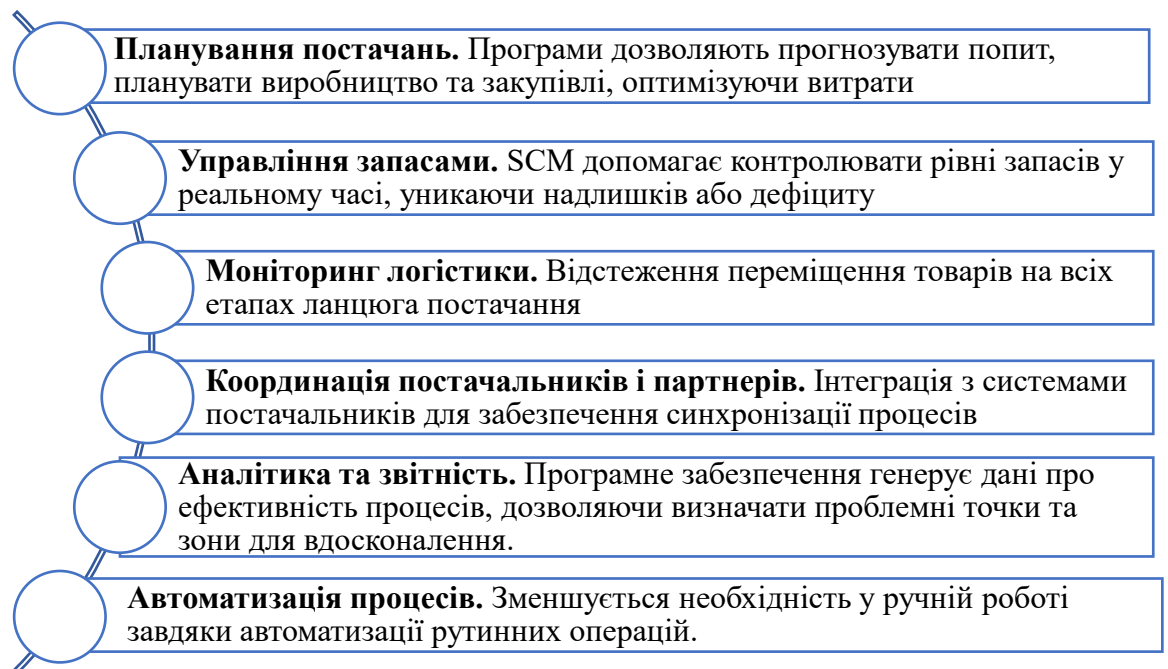 Планування постачань. Програми дозволяють прогнозувати попит,
планувати виробництво та закупівлі, оптимізуючи витрати
Управління запасами. SCM допомагає контролювати рівні запасів у
реальному часі, уникаючи надлишків або дефіциту
Моніторинг логістики. Відстеження переміщення товарів на всіх
етапах ланцюга постачання
Координація постачальників і партнерів. Інтеграція з системами
постачальників для забезпечення синхронізації процесів
Аналітика та звітність. Програмне забезпечення генерує дані про
ефективність процесів, дозволяючи визначати проблемні точки та
зони для вдосконалення.
Автоматизація процесів. Зменшується необхідність у ручній роботі
завдяки автоматизації рутинних операцій.